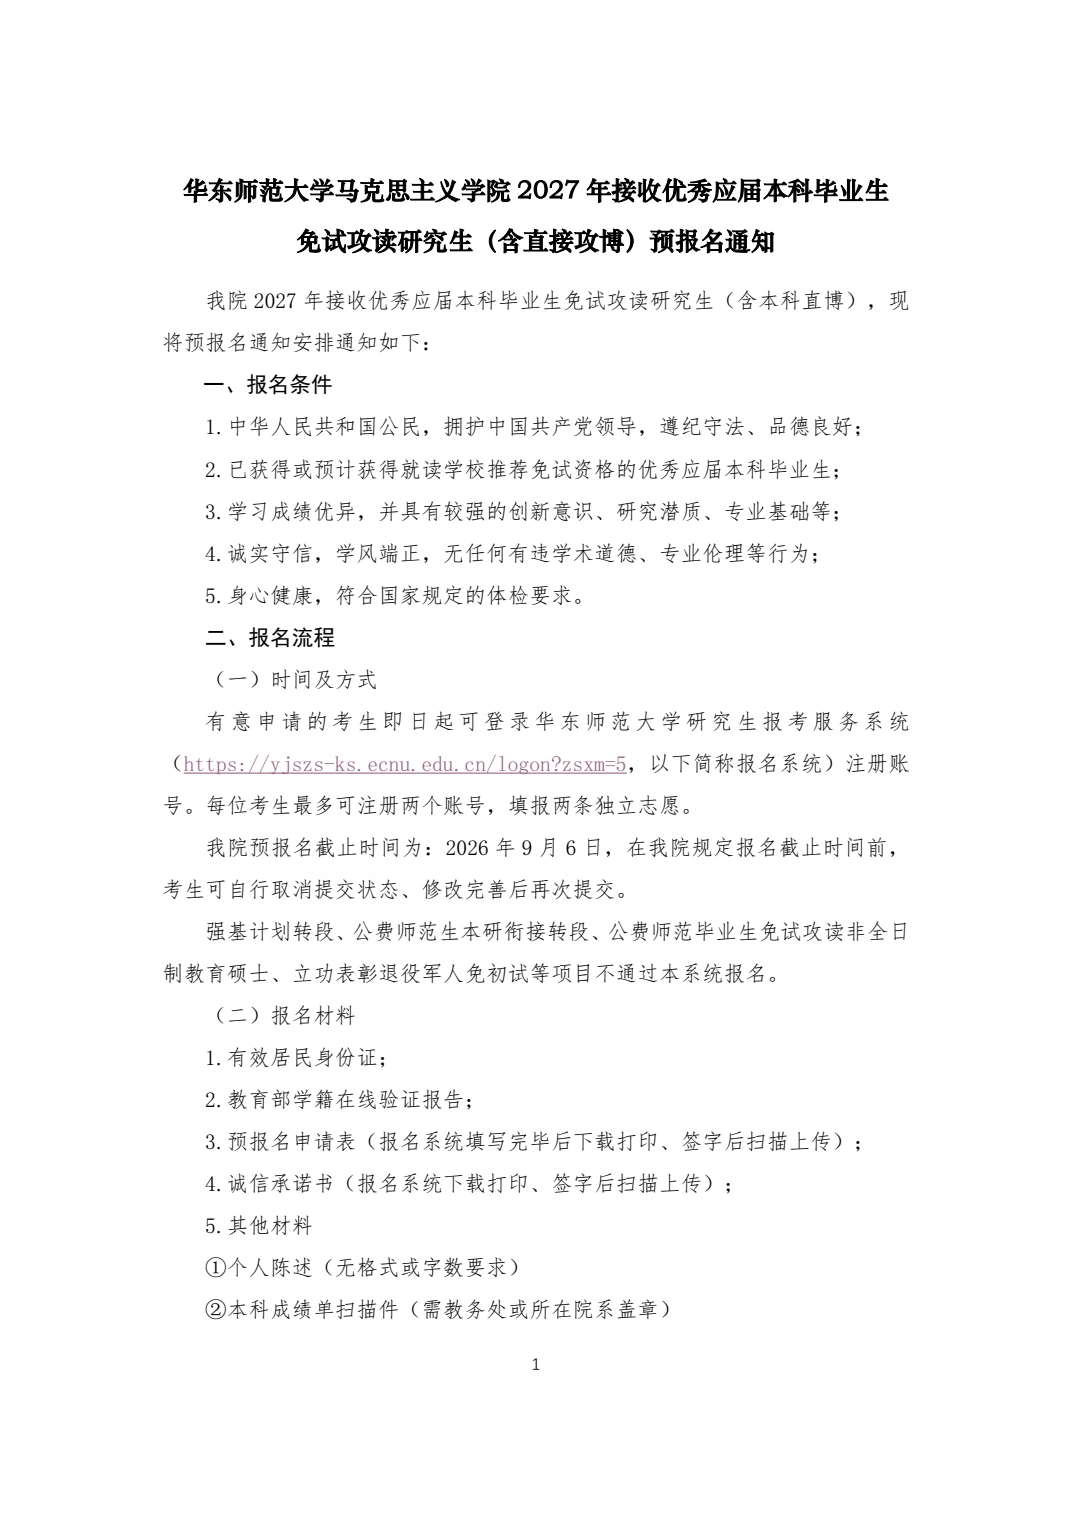 华东师范大学马克思主义学院 2027 年接收优秀应届本科毕业生
免试攻读研究生（含直接攻博）预报名通知
我院 2027 年接收优秀应届本科毕业生免试攻读研究生（含本科直博），现
将预报名通知安排通知如下：
一、报名条件
1.中华人民共和国公民，拥护中国共产党领导，遵纪守法、品德良好；
2.已获得或预计获得就读学校推荐免试资格的优秀应届本科毕业生；
3.学习成绩优异，并具有较强的创新意识、研究潜质、专业基础等；
4.诚实守信，学风端正，无任何有违学术道德、专业伦理等行为；
5.身心健康，符合国家规定的体检要求。
二、报名流程
（一）时间及方式
有意申请的考生即日起可登录华东师范大学研究生报考服务系统
（https://yjszs-ks.ecnu.edu.cn/logon?zsxm=5，以下简称报名系统）注册账
号。每位考生最多可注册两个账号，填报两条独立志愿。
我院预报名截止时间为：2026 年 9 月 6 日，在我院规定报名截止时间前，
考生可自行取消提交状态、修改完善后再次提交。
强基计划转段、公费师范生本研衔接转段、公费师范毕业生免试攻读非全日
制教育硕士、立功表彰退役军人免初试等项目不通过本系统报名。
（二）报名材料
1.有效居民身份证；
2.教育部学籍在线验证报告；
3.预报名申请表（报名系统填写完毕后下载打印、签字后扫描上传）；
4.诚信承诺书（报名系统下载打印、签字后扫描上传）；
5.其他材料
①个人陈述（无格式或字数要求）
②本科成绩单扫描件（需教务处或所在院系盖章）
1